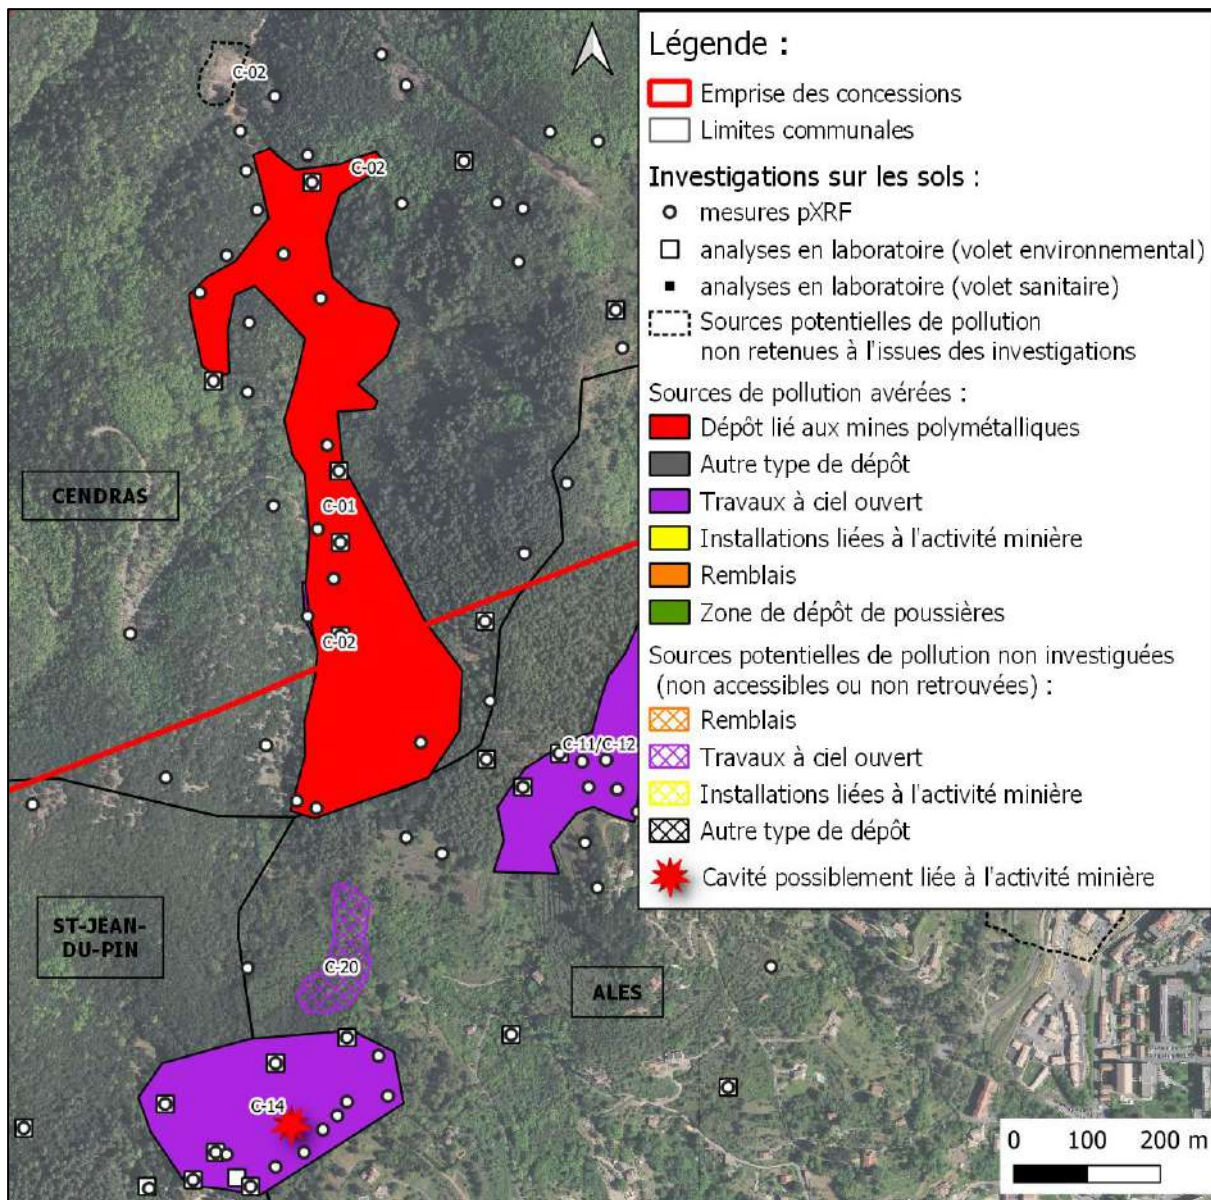 C-02
C-02
CENDRAS
C-01
C-02
C-11/C-12
ST-JEAN-
DU-PIN
C-20
ALES
C-14
Légende :
Emprise des concessions
Limites communales
Investigations sur les sols :
mesures pXRF
analyses en laboratoire (volet environnemental)
analyses en laboratoire (volet sanitaire)
Sources potentielles de pollution
non retenues à l'issues des investigations
Sources de pollution avérées :
Dépôt lié aux mines polymétalliques
Autre type de dépôt
Travaux à ciel ouvert
Installations liées à l'activité minière
Remblais
Zone de dépôt de poussières
Sources potentielles de pollution non investiguées
(non accessibles ou non retrouvées) :
Remblais
Travaux à ciel ouvert
Installations liées à l'activité minière
Autre type de dépôt
Cavité possiblement liée à l'activité minière
0 100 200 m